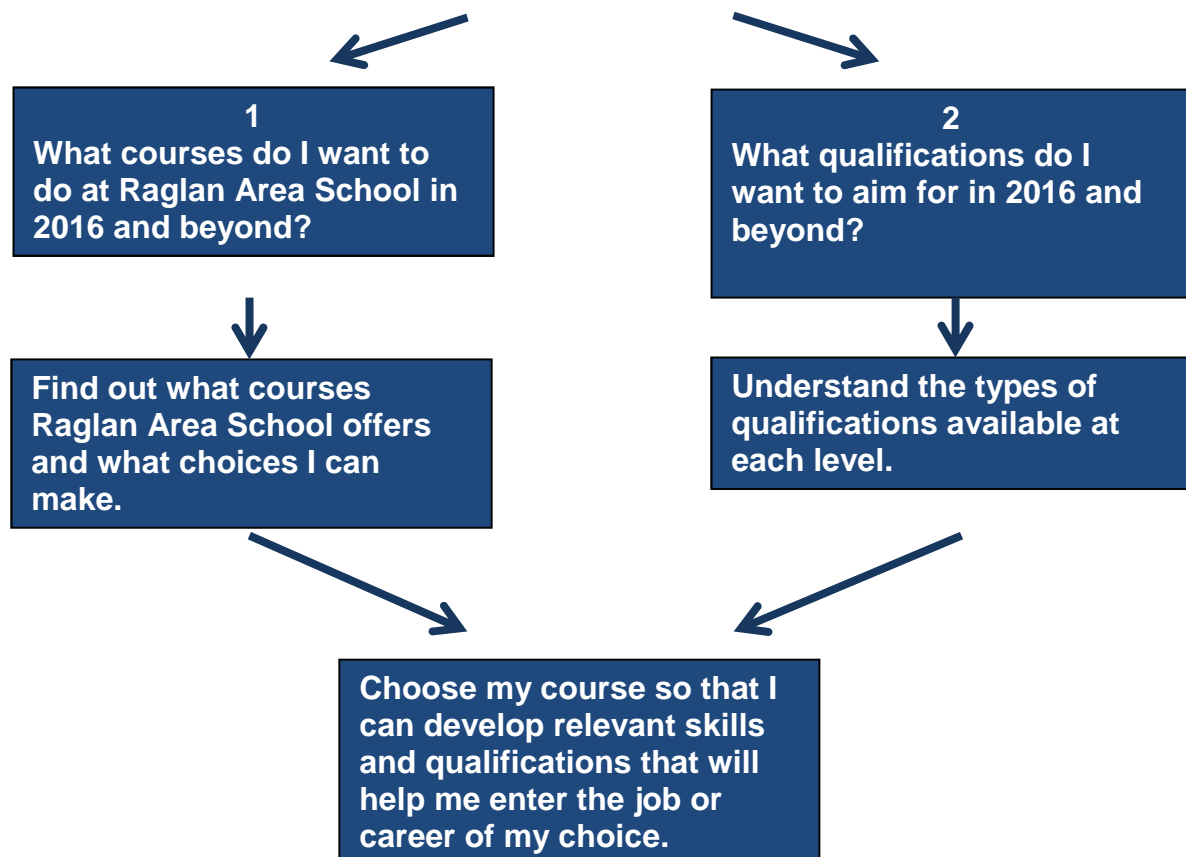 1
What courses do I want to
do at Raglan Area School in
2016 and beyond?
2
What qualifications do I
want to aim for in 2016 and
beyond?
Find out what courses
Raglan Area School offers
and what choices I can
make.
Understand the types of
qualifications available at
each level.
Choose my course so that I
can develop relevant skills
and qualifications that will
help me enter the job or
career of my choice.